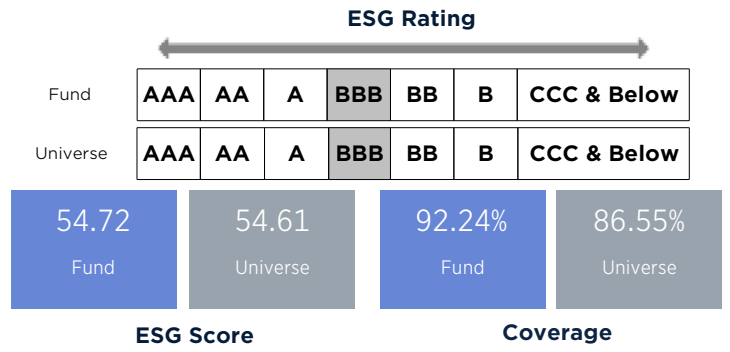 ESG Rating
Fund AAA AA A BBB BB B CCC & Below
Universe AAA AA A BBB BB B CCC & Below
54.72 54.61 92.24% 86.55%
Fund Universe Fund Universe
ESG Score Coverage